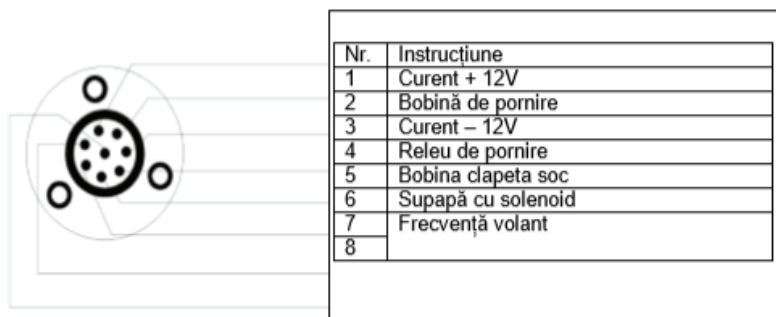 Nr. Instrucțiune
1 Curent + 12V
2 Bobină de pornire
3 Curent – 12V
4 Releu de pornire
5 Bobina clapeta soc
6 Supapă cu solenoid
7 Frecvență volant
8